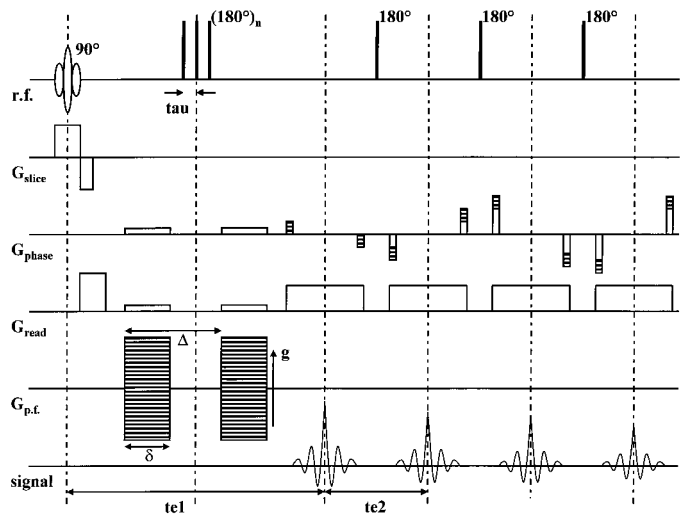 90°
(180°)n
180°
180°
180°
r.f.
tau
Gslice
Gphase
Gread
Δ
g
Gp.f.
δ
signal
te1
te2